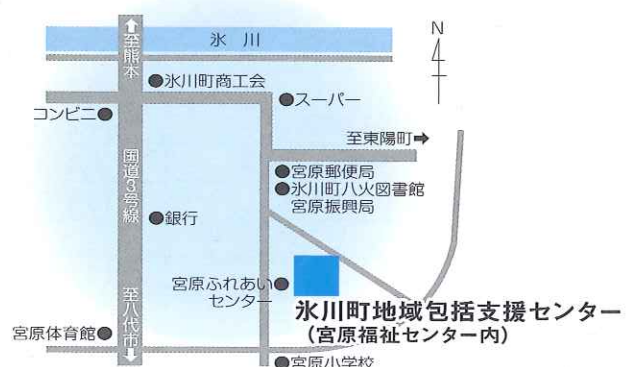 氷川
N
↑至熊本
●氷川町商工会
●スーパー
コンビニ●
至東陽町➡
国道3号線
●宮原郵便局
●氷川町八火図書館
宮原振興局
●銀行
宮原ふれあい●
センター
氷川町地域包括支援センター
(宮原福祉センター内)
至八代市↓
宮原体育館●
●宮原小学校